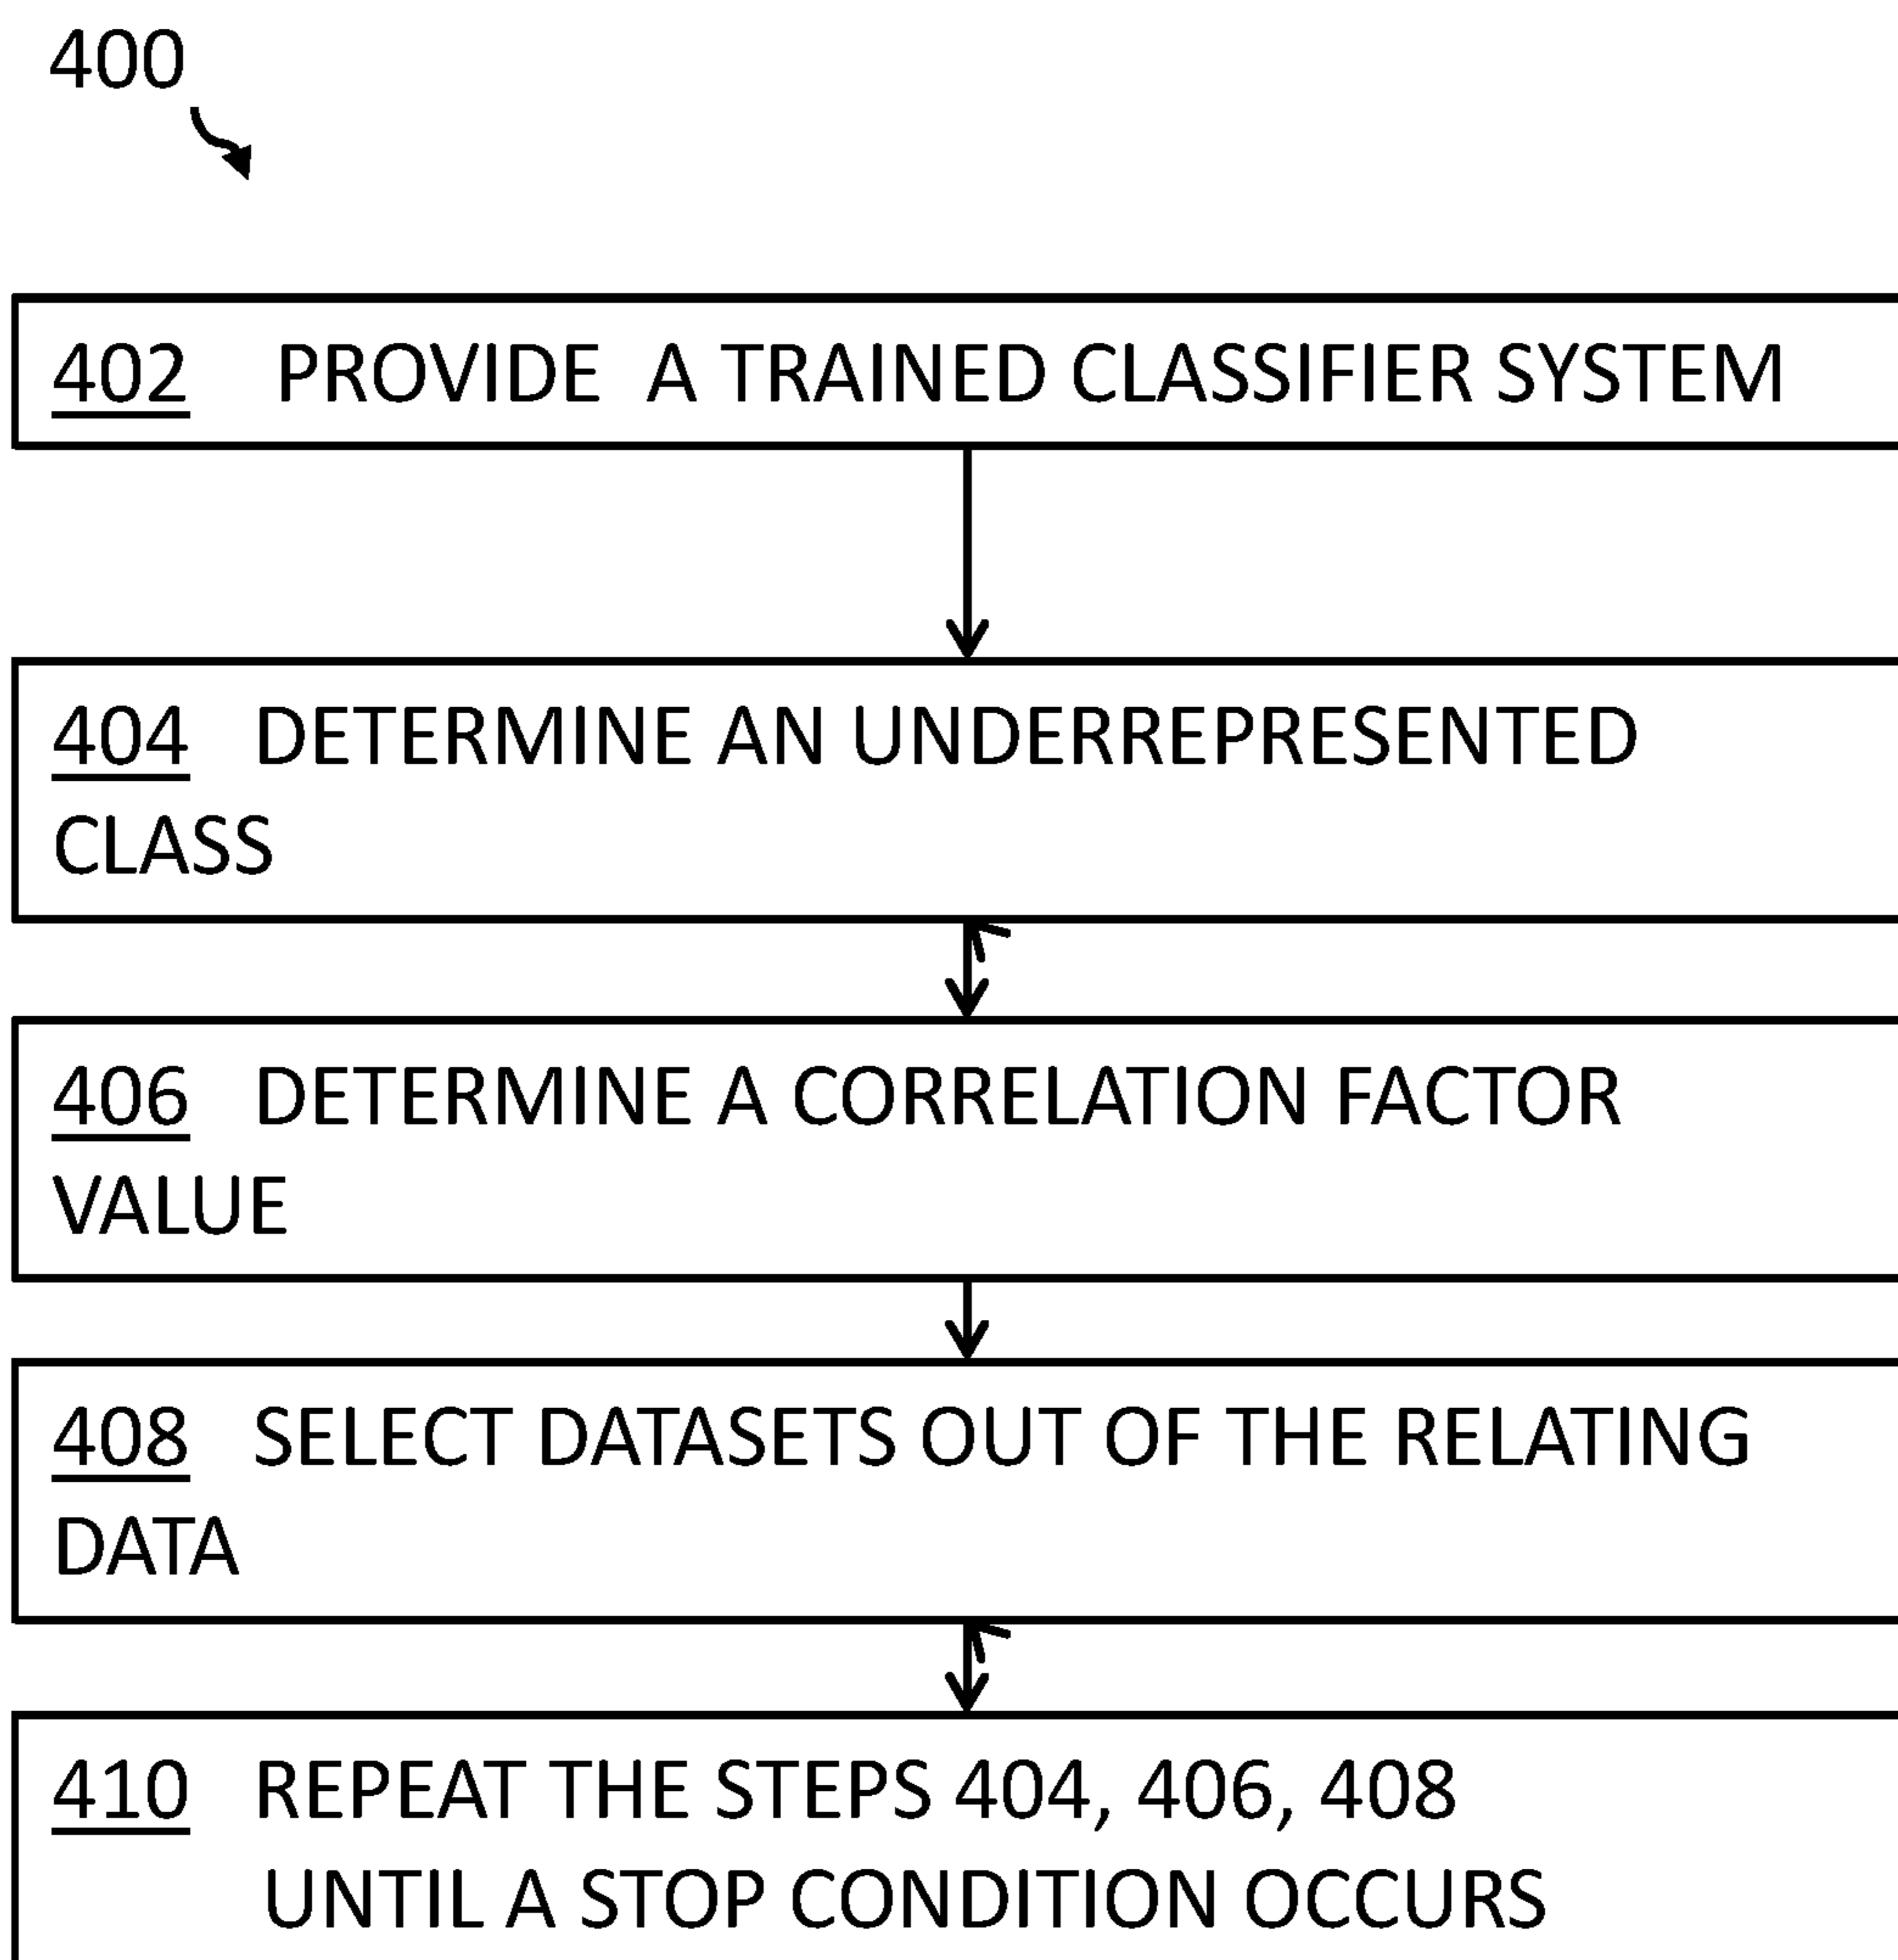 400
402 PROVIDE A TRAINED CLASSIFIER SYSTEM
404 DETERMINE AN UNDERREPRESENTED
CLASS
406 DETERMINE A CORRELATION FACTOR
VALUE
408 SELECT DATASETS OUT OF THE RELATING
DATA
410 REPEAT THE STEPS 404, 406, 408
UNTIL A STOP CONDITION OCCURS